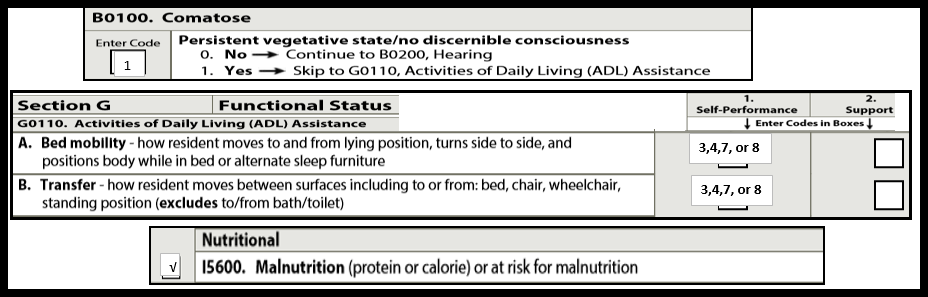 B0100. Comatose
Enter Code
1
Persistent vegetative state/no discernible consciousness
0. No → Continue to B0200, Hearing
1. Yes → Skip to G0110, Activities of Daily Living (ADL) Assistance
Section G Functional Status
G0110. Activities of Daily Living (ADL) Assistance
1.
Self-Performance
2.
Support
↓ Enter Codes in Boxes ↓
A. Bed mobility - how resident moves to and from lying position, turns side to side, and
positions body while in bed or alternate sleep furniture
3,4,7, or 8
B. Transfer - how resident moves between surfaces including to or from: bed, chair, wheelchair,
standing position (excludes to/from bath/toilet)
3,4,7, or 8
Nutritional
√ I5600. Malnutrition (protein or calorie) or at risk for malnutrition